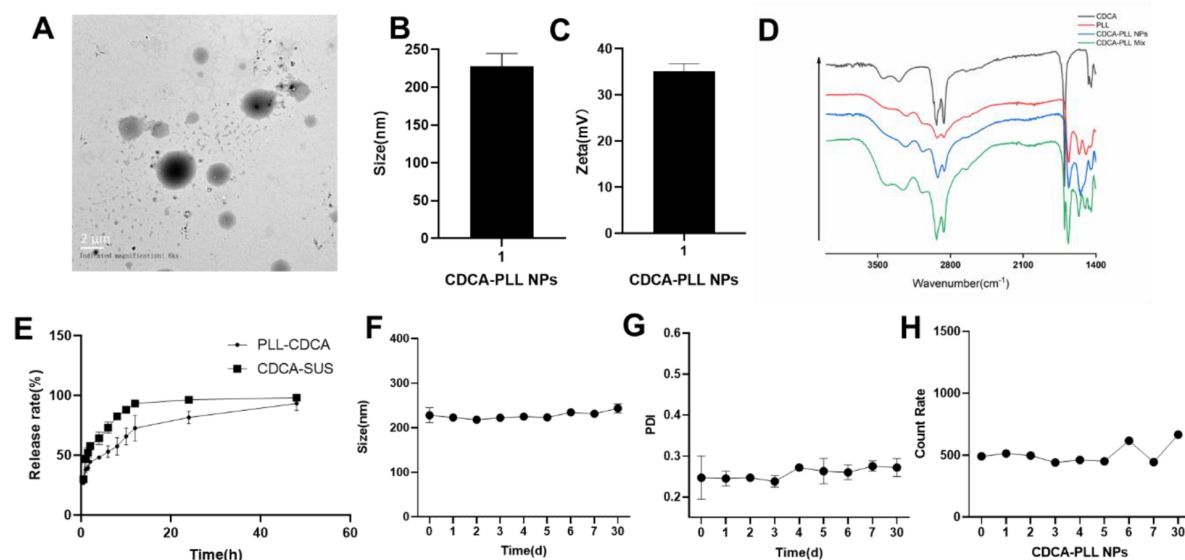 A
2 µm
Indicated magnification: 6kx
B
Size(nm)
250
200
150
100
50
0
1
CDCA-PLL NPs
C
Zeta(mV)
40
30
20
10
0
1
CDCA-PLL NPs
D
CDCA
PLL
CDCA-PLL NPs
CDCA-PLL Mix
3500 2800 2100 1400
Wavenumber(cm⁻¹)
E
Release rate(%)
150
100
50
0
PLL-CDCA
CDCA-SUS
0 20 40 60
Time(h)
F
Size(nm)
400
300
200
100
0
0 1 2 3 4 5 6 7 30
Time(d)
G
PDI
0.6
0.5
0.4
0.3
0.2
0 1 2 3 4 5 6 7 30
Time(d)
H
Count Rate
1500
1000
500
0
0 1 2 3 4 5 6 7 30
CDCA-PLL NPs